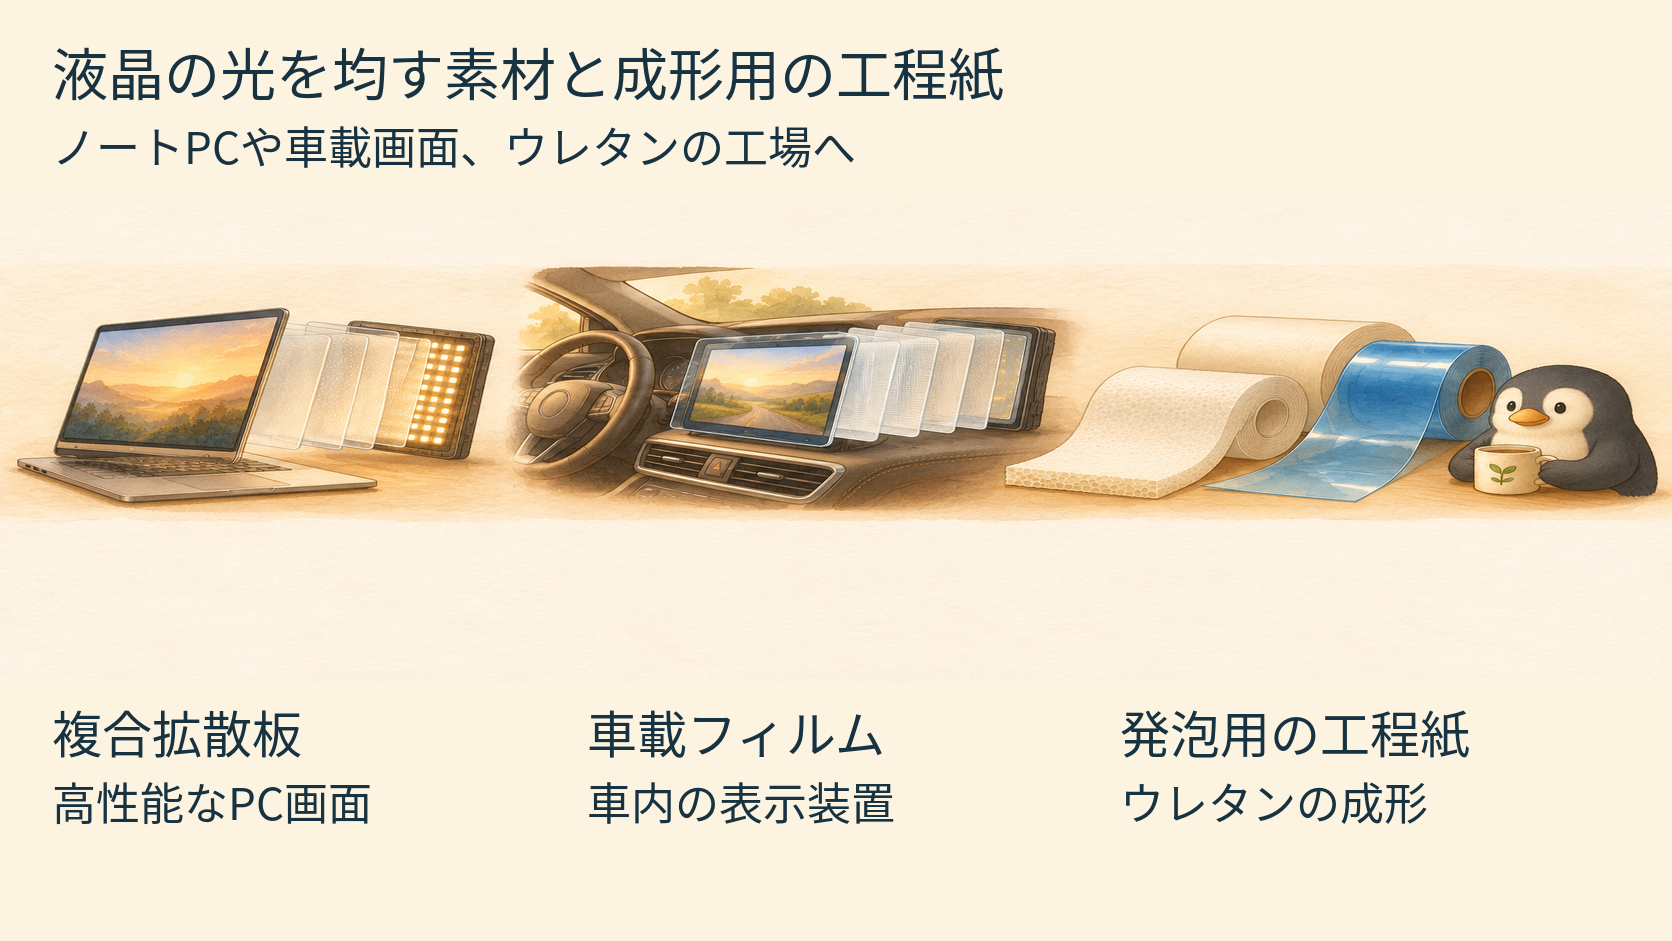 液晶の光を均す素材と成形用の工程紙
ノートPCや車載画面、ウレタンの工場へ
複合拡散板
高性能なPC画面
車載フィルム
車内の表示装置
発泡用の工程紙
ウレタンの成形